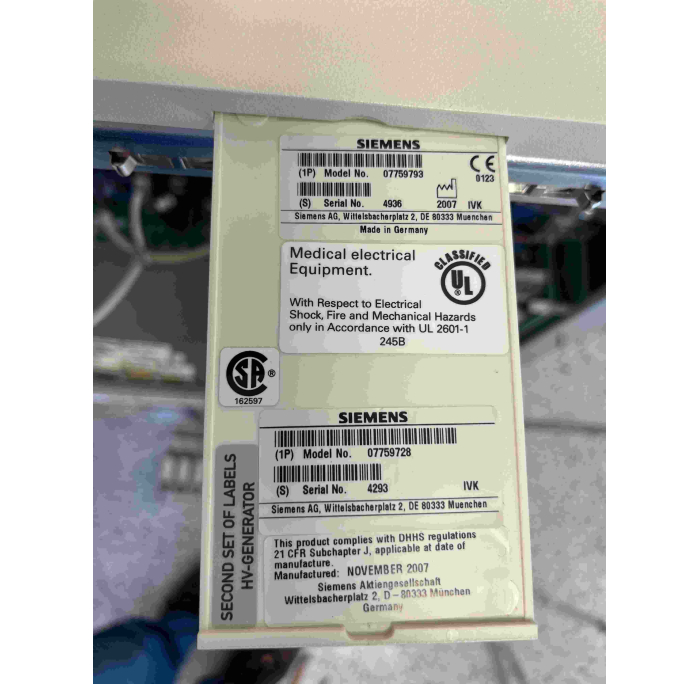 SIEMENS
(1P) Model No. 07759793
CE
0123
(S) Serial No. 4936 2007 IVK
Siemens AG, Wittelsbacherplatz 2, DE 80333 Muenchen
Made in Germany
Medical electrical
Equipment.
CLASSIFIED
UL
®
With Respect to Electrical
Shock, Fire and Mechanical Hazards
only in Accordance with UL 2601-1
245B
SA ®
162597
SIEMENS
(1P) Model No. 07759728
(S) Serial No. 4293 IVK
Siemens AG, Wittelsbacherplatz 2, DE 80333 Muenchen
SECOND SET OF LABELS
HV-GENERATOR
This product complies with DHHS regulations
21 CFR Subchapter J, applicable at date of
manufacture.
Manufactured: NOVEMBER 2007
Siemens Aktiengesellschaft
Wittelsbacherplatz 2, D-80333 München
Germany